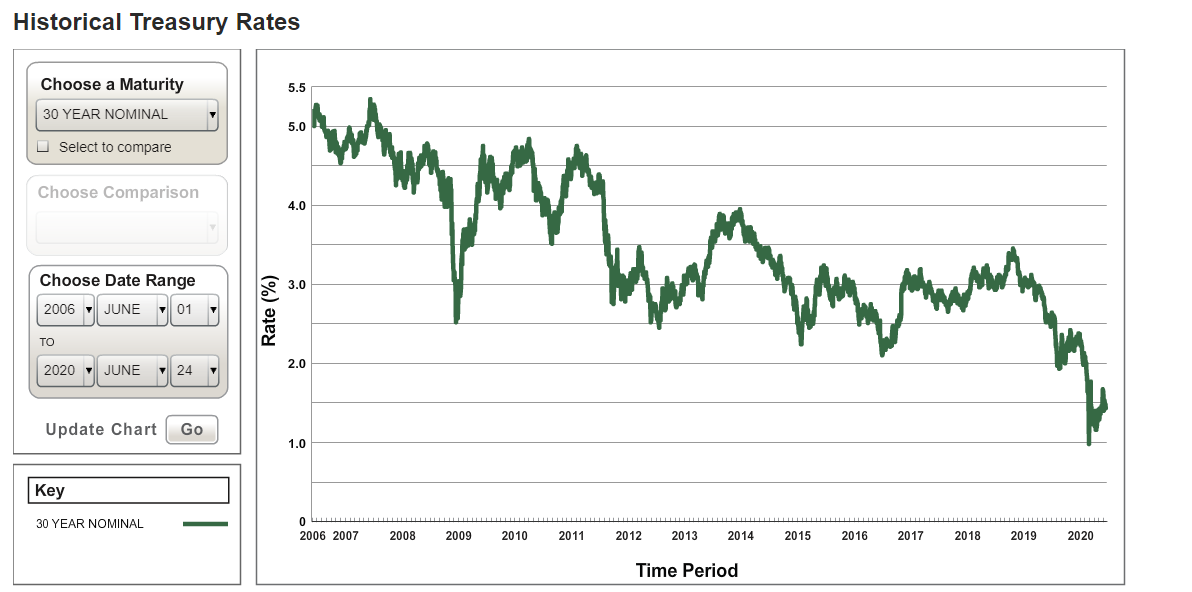 Historical Treasury Rates
Choose a Maturity
30 YEAR NOMINAL
Select to compare
Choose Comparison
Choose Date Range
2006 JUNE 01
TO
2020 JUNE 24
Update Chart Go
Key
30 YEAR NOMINAL
5.5
5.0
4.0
3.0
2.0
1.0
0
Rate (%)
2006 2007 2008 2009 2010 2011 2012 2013 2014 2015 2016 2017 2018 2019 2020
Time Period